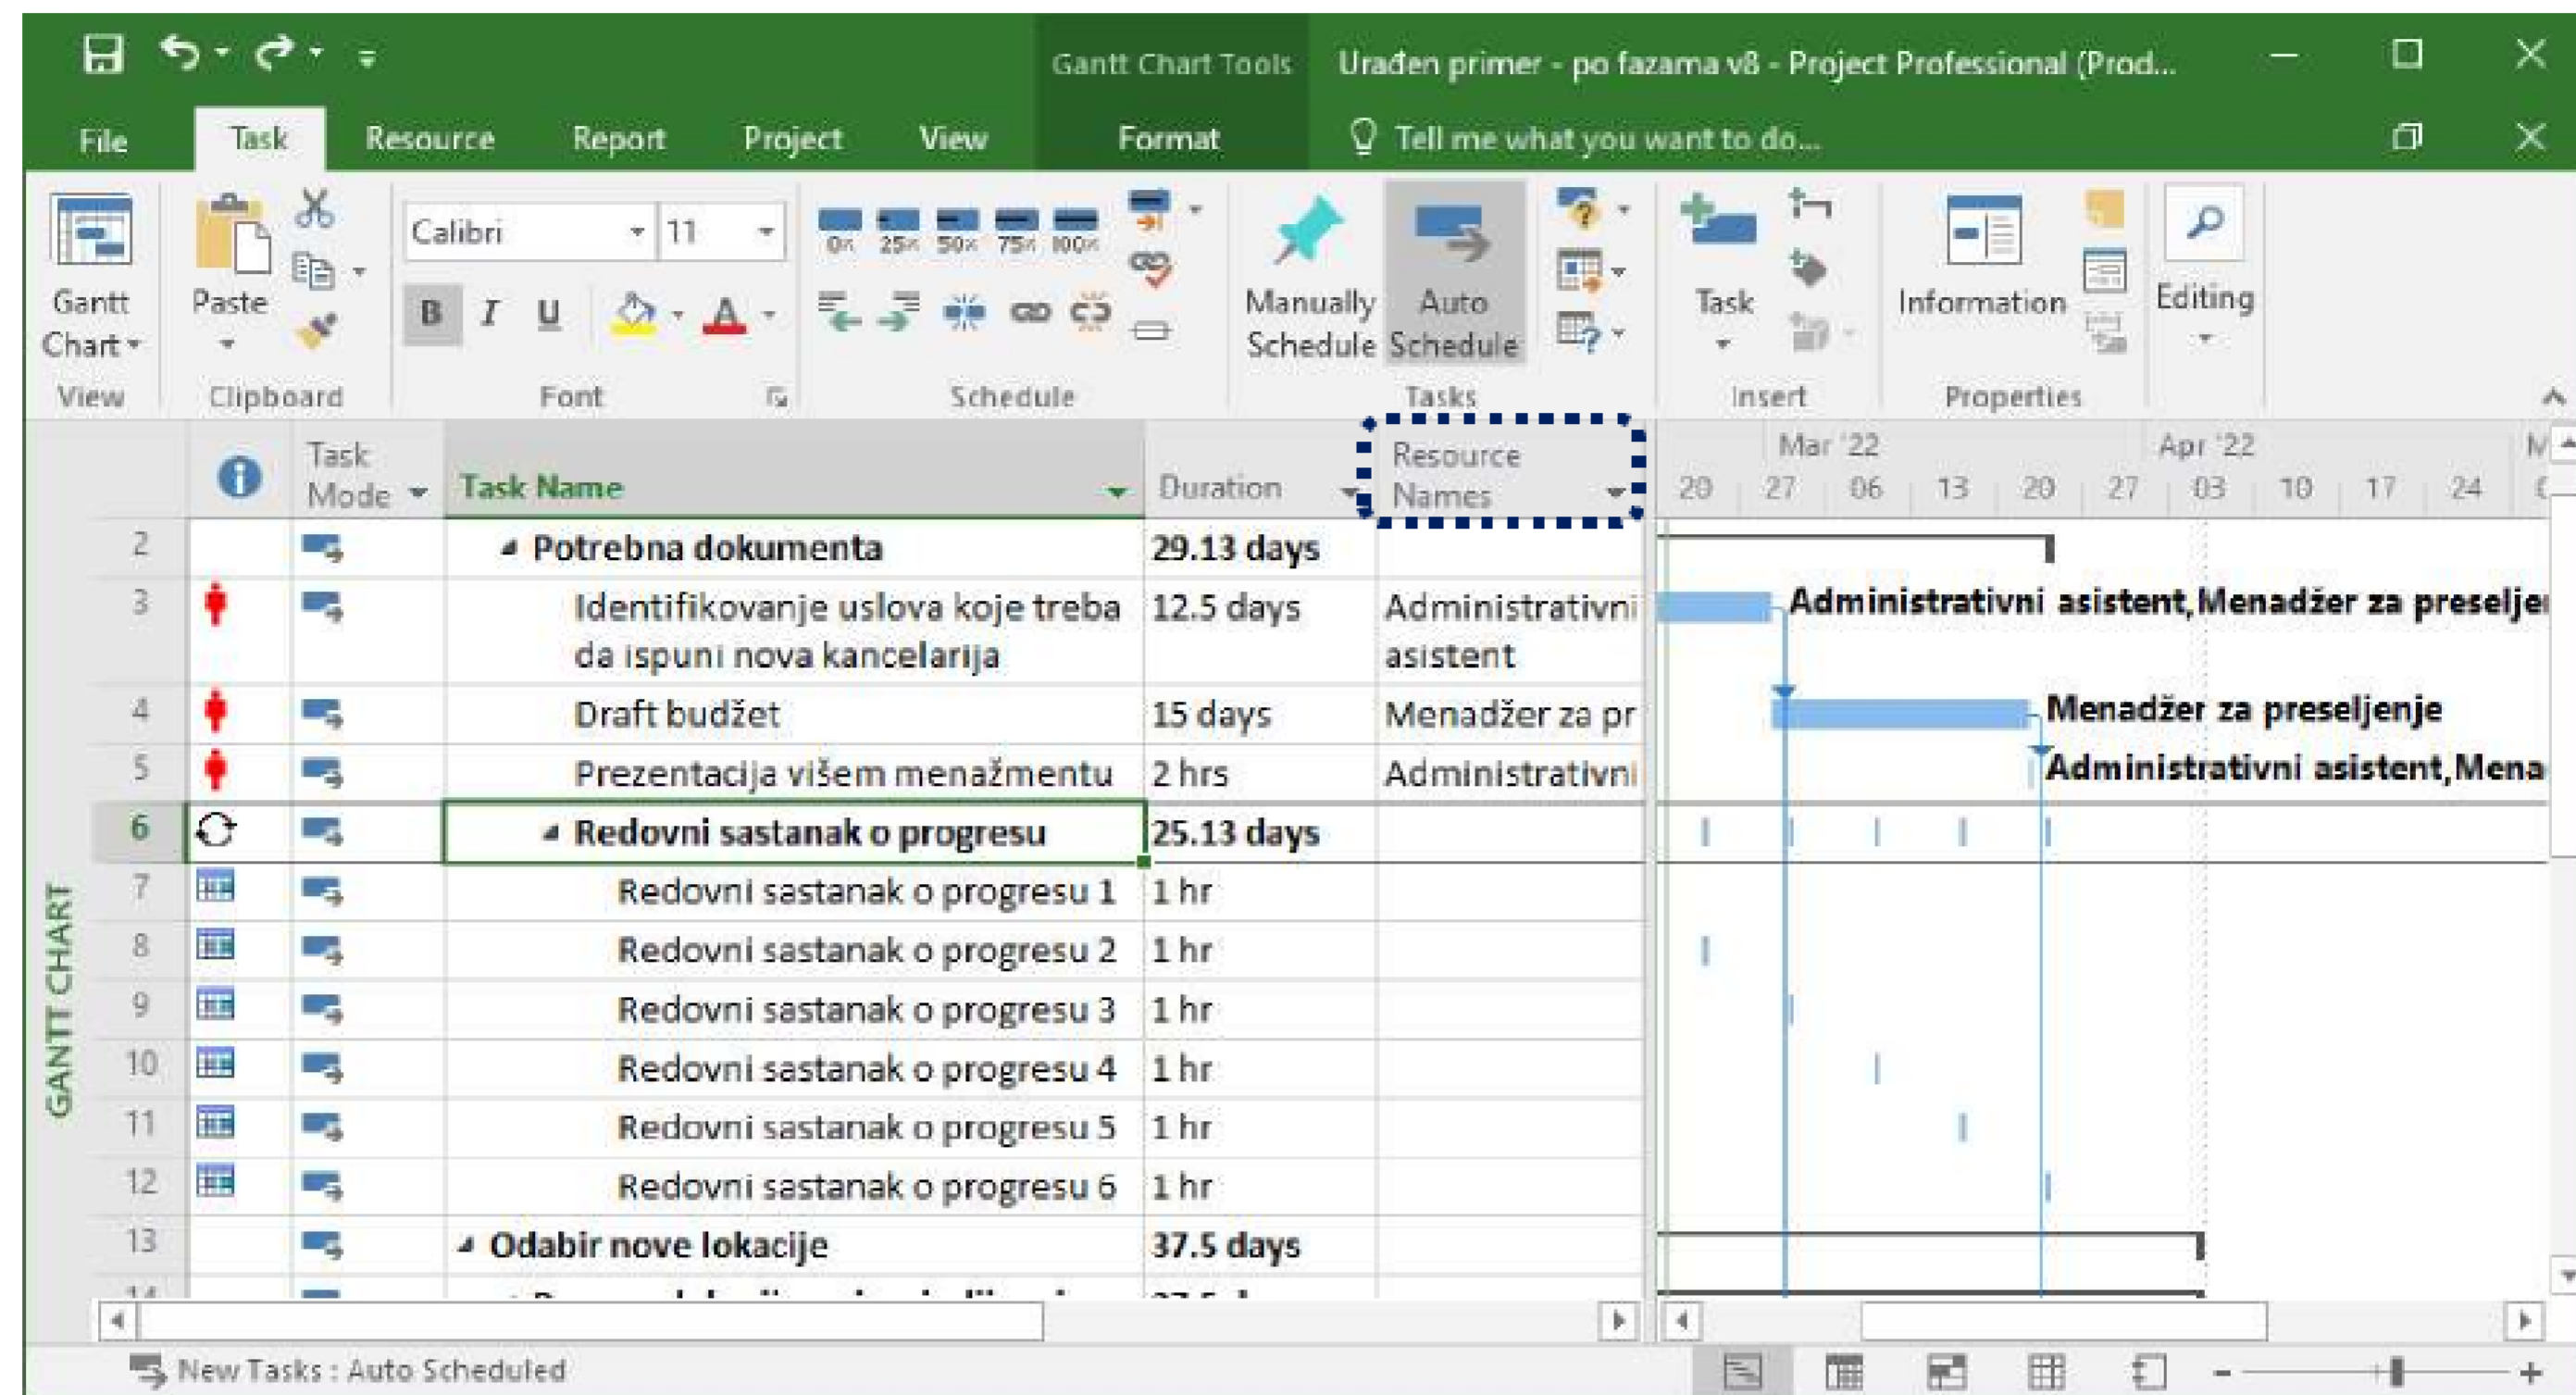 Gantt Chart Tools Urađen primer - po fazama v8 - Project Professional (Prod...
File Task Resource Report Project View Format Tell me what you want to do...
Calibri 11
0% 25% 50% 75% 100%
Gantt Chart Paste B I U A Manually Schedule Auto Schedule Task Information Editing
View Clipboard Font Schedule Tasks Insert Properties
Task Mode Task Name Duration Resource Names
Mar '22 Apr '22 M
20 27 06 13 20 27 03 10 17 24
2 Potrebna dokumenta 29.13 days
3 Identifikovanje uslova koje treba 12.5 days Administrativni Administrativni asistent,Menadžer za preselje
da ispuni nova kancelarija asistent
4 Draft budžet 15 days Menadžer za pr Menadžer za preseljenje
5 Prezentacija višem menažmentu 2 hrs Administrativni Administrativni asistent,Mena
6 Redovni sastanak o progresu 25.13 days
7 Redovni sastanak o progresu 1 1 hr
8 Redovni sastanak o progresu 2 1 hr
9 Redovni sastanak o progresu 3 1 hr
10 Redovni sastanak o progresu 4 1 hr
11 Redovni sastanak o progresu 5 1 hr
12 Redovni sastanak o progresu 6 1 hr
13 Odabir nove lokacije 37.5 days
GANTT CHART
New Tasks : Auto Scheduled